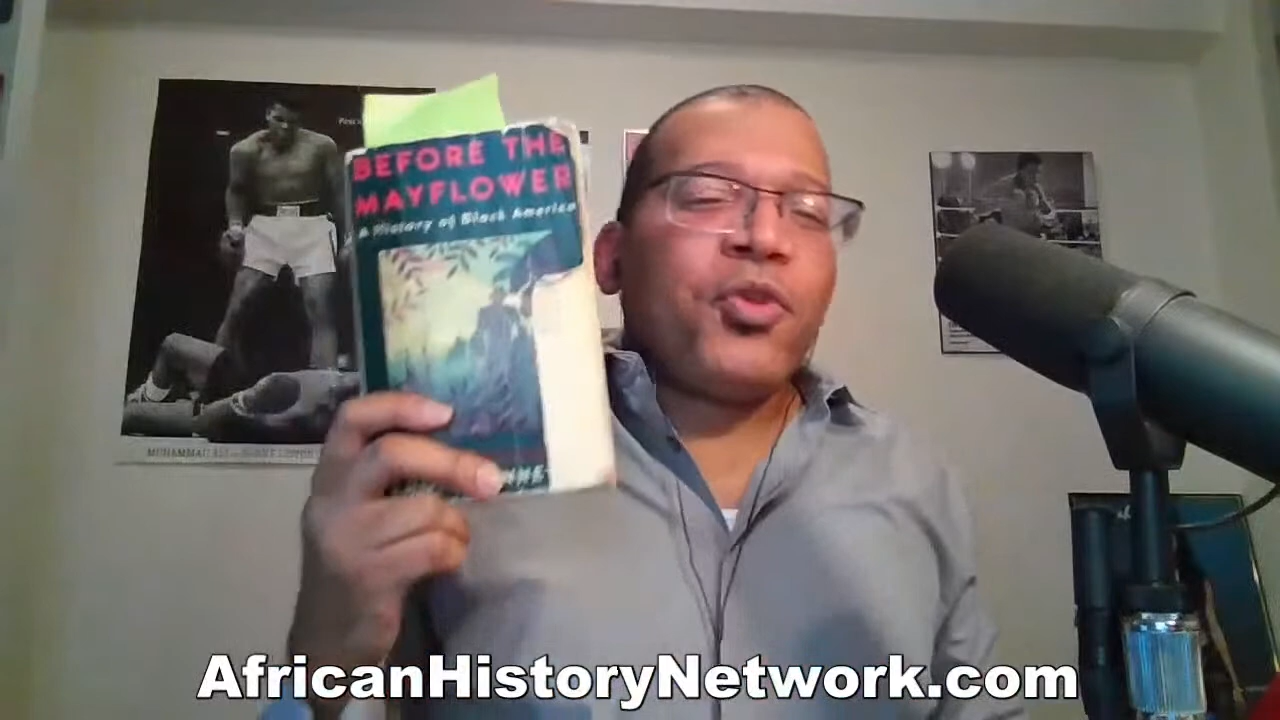 BEFORE THE
MAYFLOWER
A History of Black America
AfricanHistoryNetwork.com